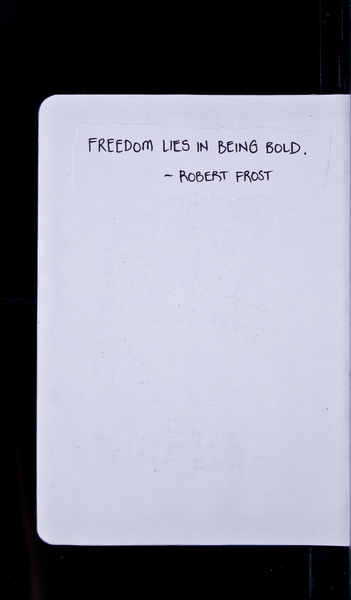 FREEDOM LIES IN BEING BOLD.
~ ROBERT FROST